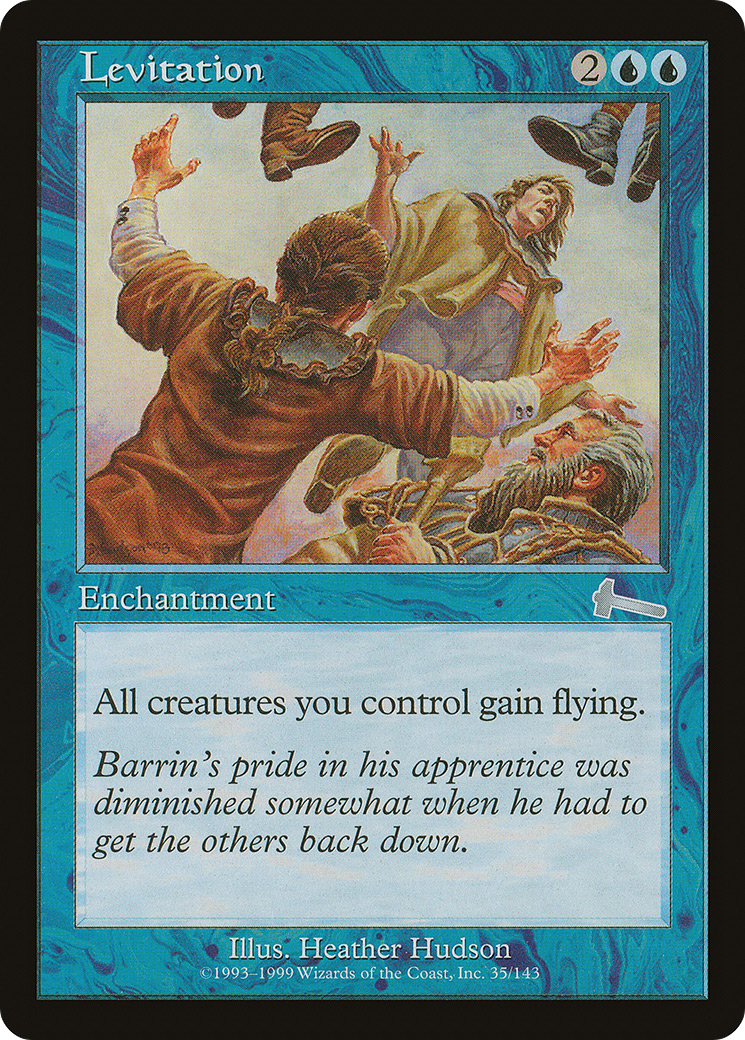 Levitation
2
Enchantment
All creatures you control gain flying.
Barrin's pride in his apprentice was
diminished somewhat when he had to
get the others back down.
Illus. Heather Hudson
©1993–1999 Wizards of the Coast, Inc. 35/143